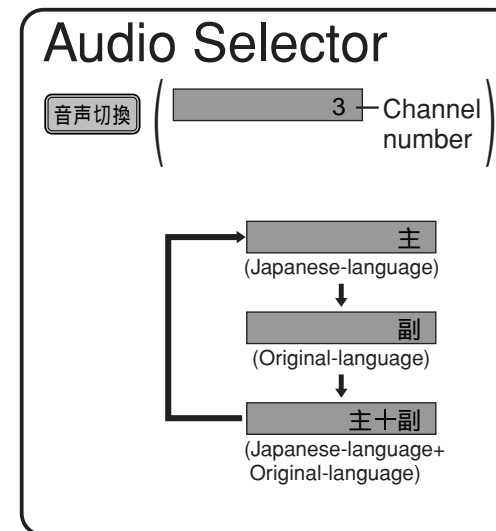 Audio Selector
音声切換
3
Channel
number
主
(Japanese-language)
副
(Original-language)
主＋副
(Japanese-language+
Original-language)